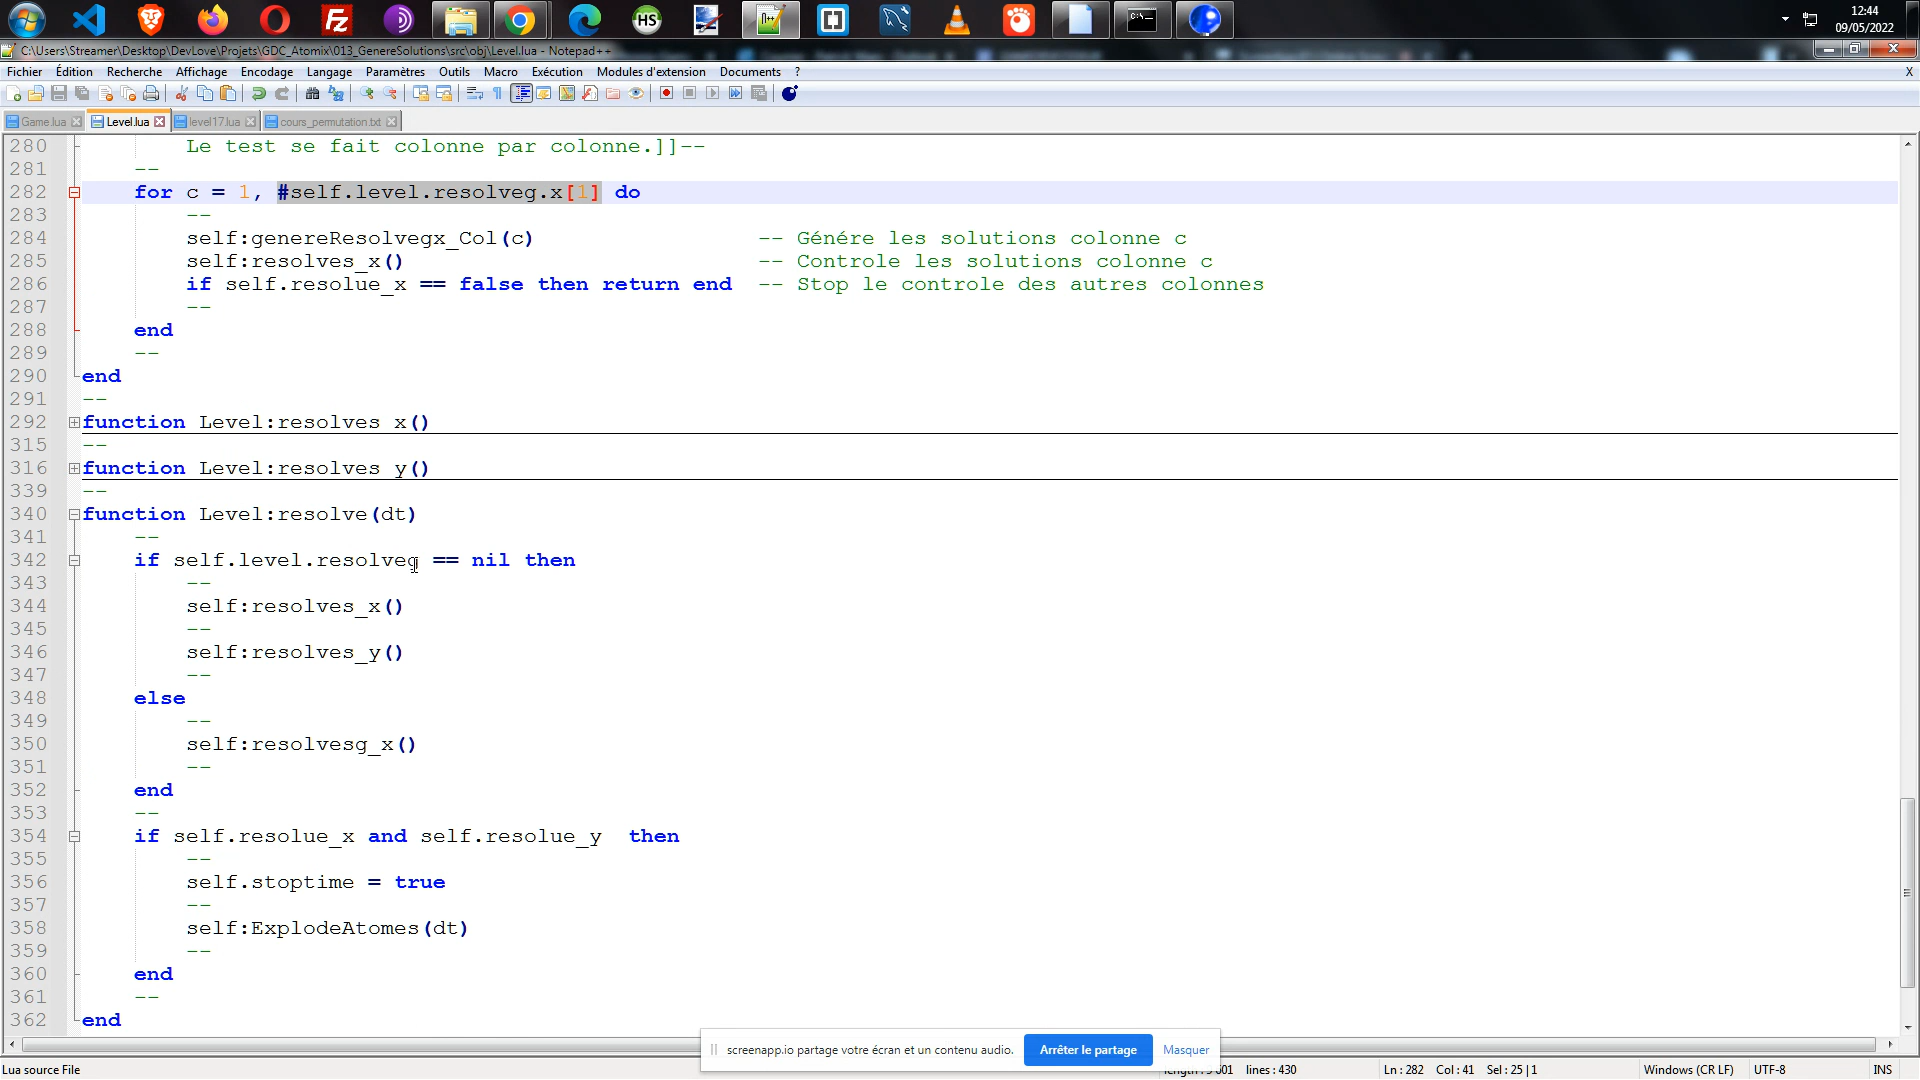 12:44
09/05/2022
C:\Users\Streamer\Desktop\DevLove\Projets\GDC_Atomix\013_GenereSolutions\src\obj\Level.lua - Notepad++
Fichier Édition Recherche Affichage Encodage Langage Paramètres Outils Macro Exécution Modules d'extension Documents ? X
Game.lua Level.lua level17.lua cours_permutation.txt
280 Le test se fait colonne par colonne.]]--
281 --
282 for c = 1, #self.level.resolveg.x[1] do
283 --
284 self:genereResolvegx_Col(c) -- Génére les solutions colonne c
285 self:resolves_x() -- Controle les solutions colonne c
286 if self.resolue_x == false then return end -- Stop le controle des autres colonnes
287 --
288 end
289 --
290 end
291 --
292 function Level:resolves_x()
315 --
316 function Level:resolves_y()
339 --
340 function Level:resolve(dt)
341 --
342 if self.level.resolveg == nil then
343 --
344 self:resolves_x()
345 --
346 self:resolves_y()
347 --
348 else
349 --
350 self:resolvesg_x()
351 --
352 end
353 --
354 if self.resolue_x and self.resolue_y then
355 --
356 self.stoptime = true
357 --
358 self:ExplodeAtomes(dt)
359 --
360 end
361 --
362 end
screenapp.io partage votre écran et un contenu audio. Arrêter le partage Masquer
Lua source File lines : 430 Ln : 282 Col : 41 Sel : 25 | 1 Windows (CR LF) UTF-8 INS